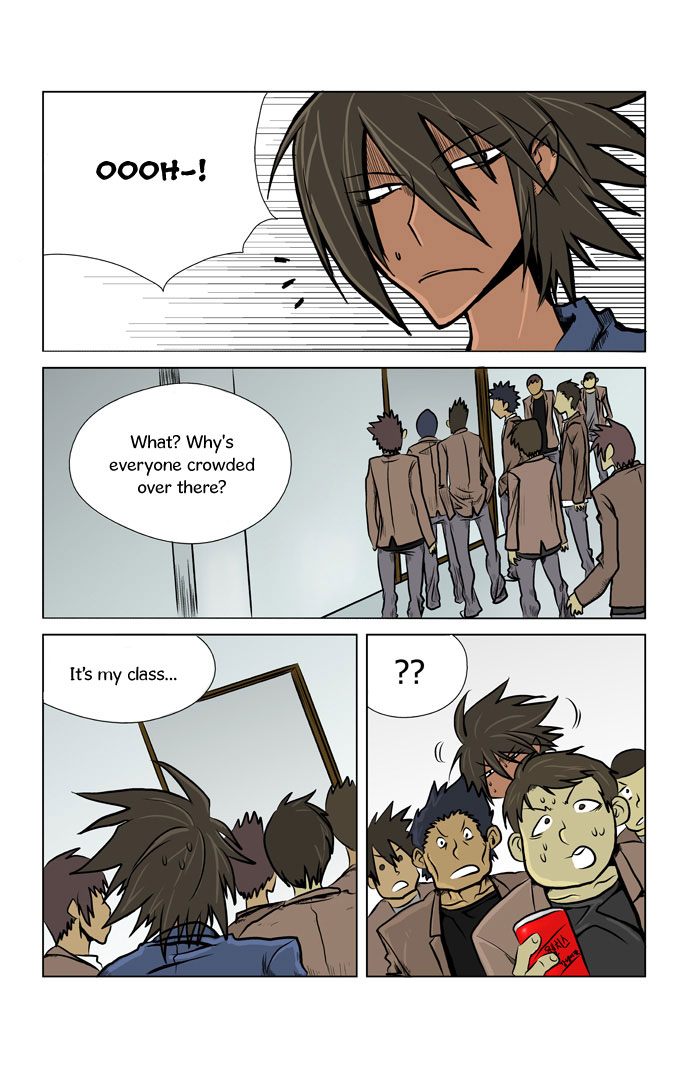 OOOH-!
What? Why's
everyone crowded
over there?
It's my class...
??